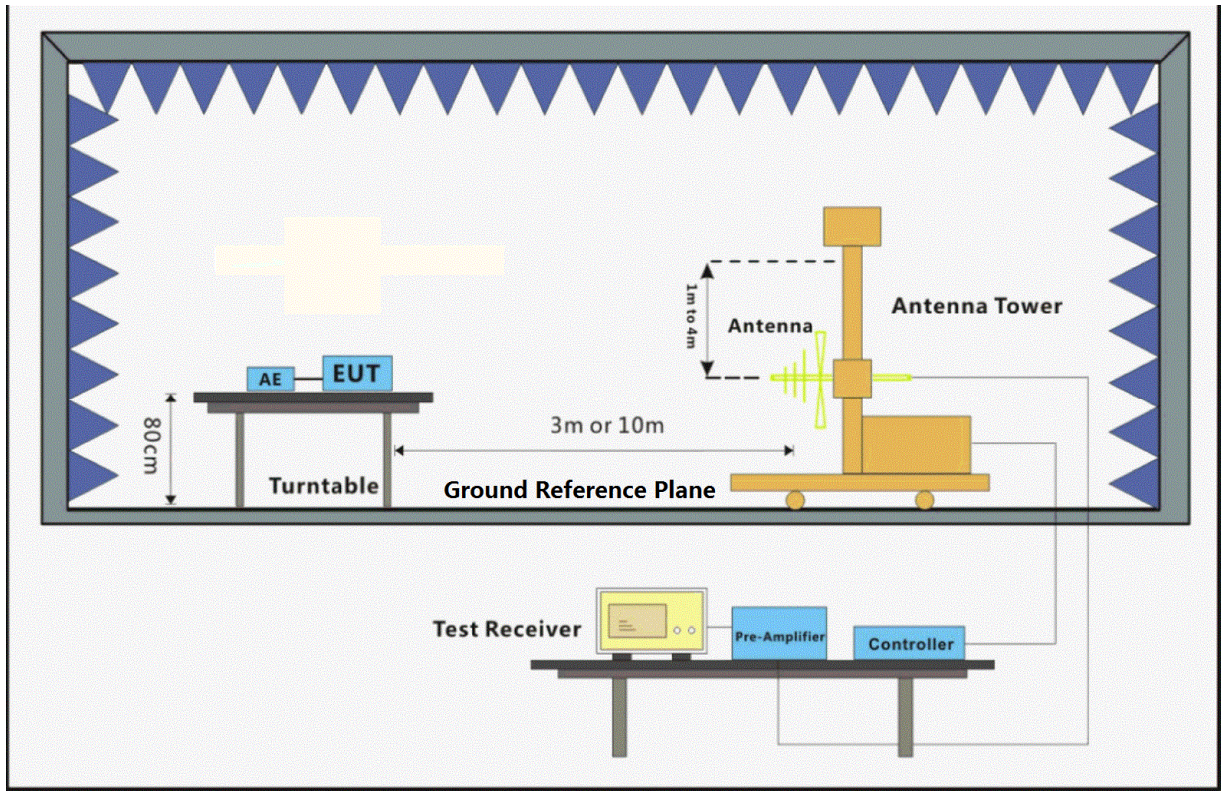 1m to 4m
Antenna
Antenna Tower
AE
EUT
80cm
3m or 10m
Turntable
Ground Reference Plane
Test Receiver
Pre-Amplifier
Controller